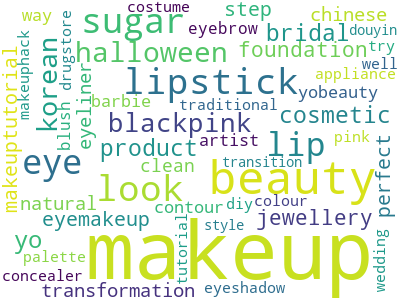 costume
way
sugar
step
chinese
eyebrow
douyin
drugstore
makeuphack
halloween
bridal
foundation
try
well
korean
eyeliner
lipstick
appliance
makeuptutorial
blush
barbie
yobeauty
traditional
blackpink
cosmetic
artist
pink
product
lip
eye
clean
transition
perfect
look
beauty
natural
contour
diy
colour
eyemakeup
jewellery
style
yo
makeup
tutorial
wedding
palette
concealer
transformation
eyeshadow